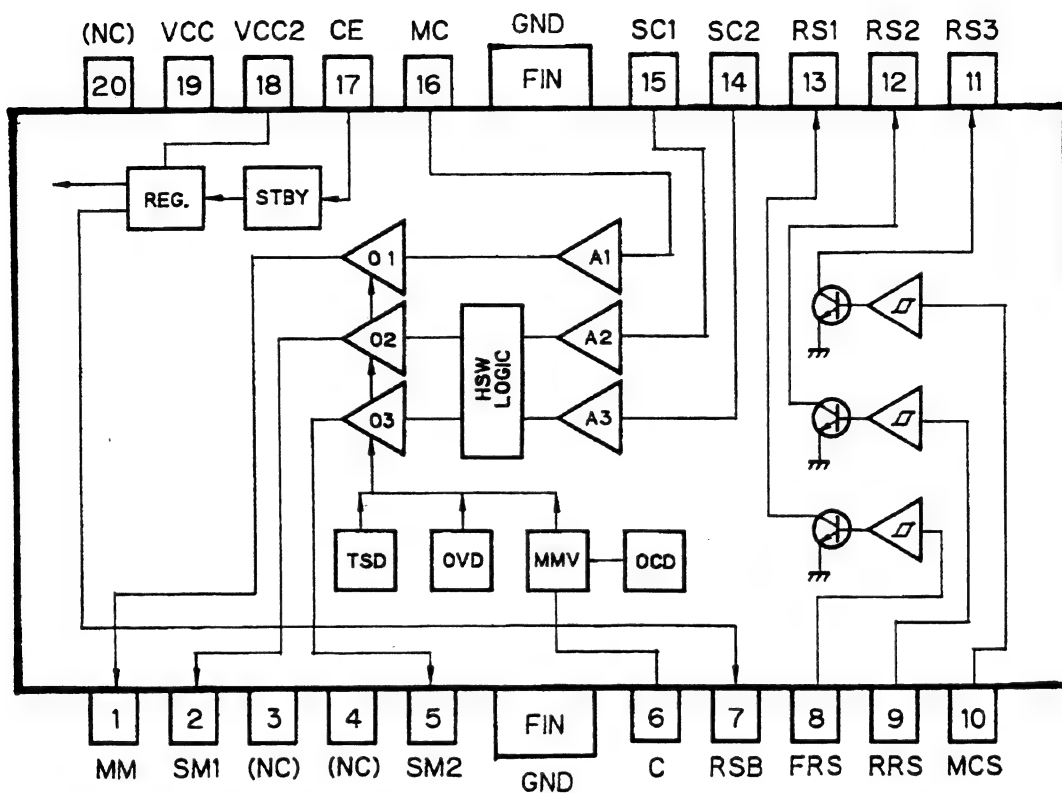 (NC) VCC VCC2 CE MC GND SC1 SC2 RS1 RS2 RS3
20 19 18 17 16 FIN 15 14 13 12 11
REG. STBY
O1 A1
O2 HSW LOGIC A2
O3 A3
TSD OVD MMV OCD
1 2 3 4 5 FIN 6 7 8 9 10
MM SM1 (NC) (NC) SM2 GND C RSB FRS RRS MCS